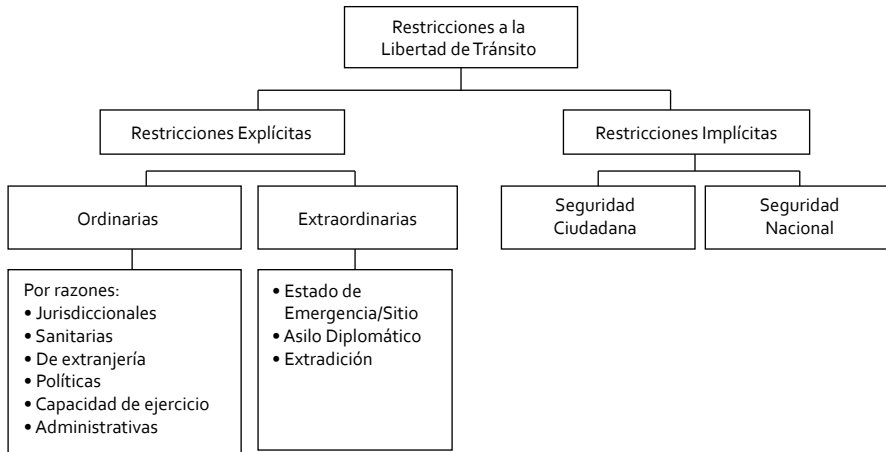 Restricciones a la
Libertad de Tránsito
Restricciones Explícitas
Restricciones Implícitas
Ordinarias
Extraordinarias
Seguridad
Ciudadana
Seguridad
Nacional
Por razones:
• Jurisdiccionales
• Sanitarias
• De extranjería
• Políticas
• Capacidad de ejercicio
• Administrativas
• Estado de
Emergencia/Sitio
• Asilo Diplomático
• Extradición